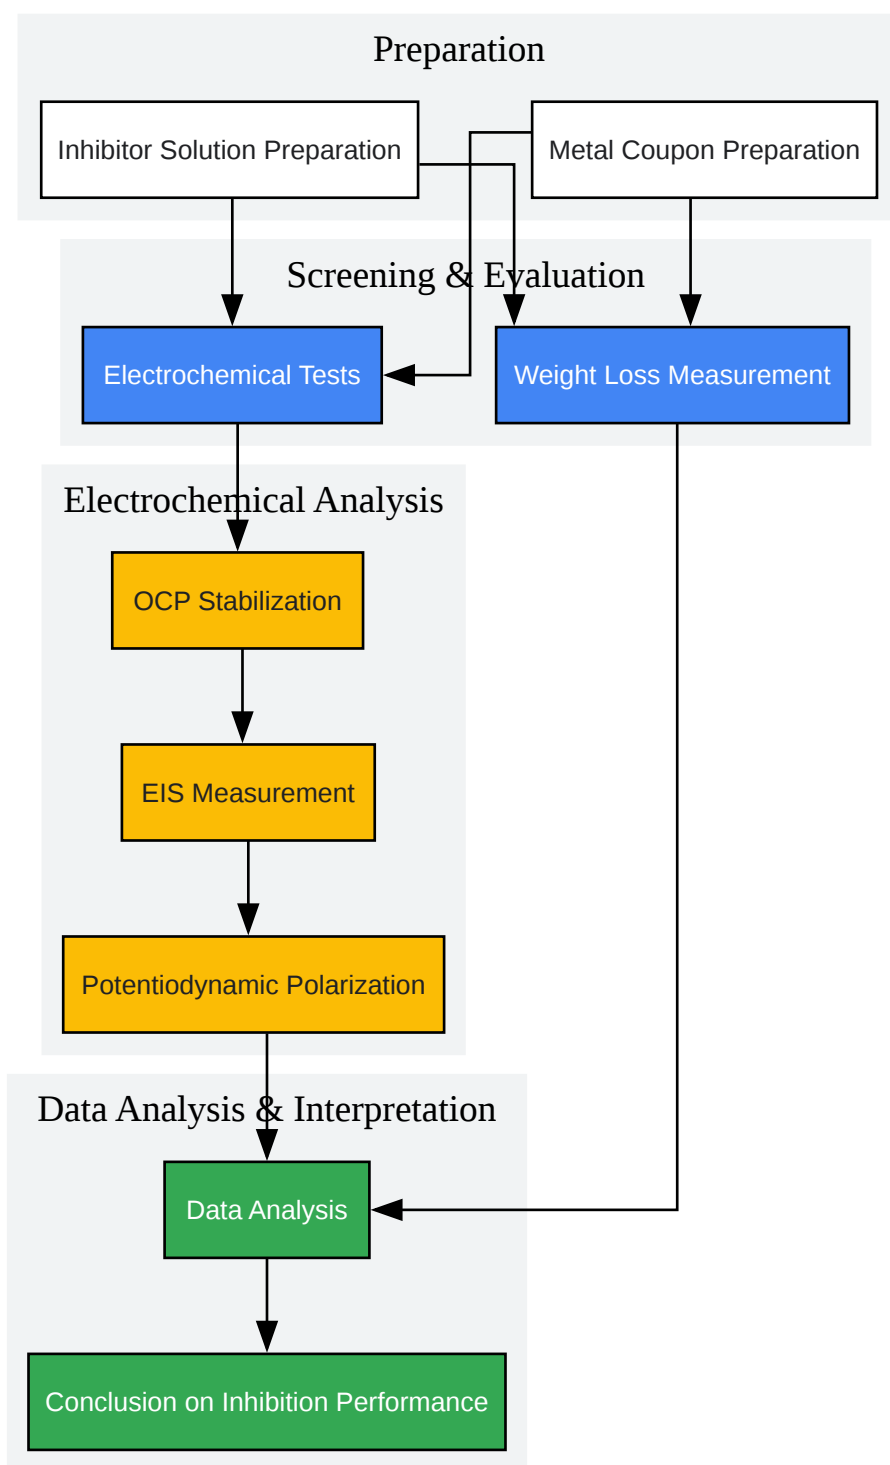 Preparation
Inhibitor Solution Preparation
Metal Coupon Preparation
Screening & Evaluation
Electrochemical Tests
Weight Loss Measurement
Electrochemical Analysis
OCP Stabilization
EIS Measurement
Potentiodynamic Polarization
Data Analysis & Interpretation
Data Analysis
Conclusion on Inhibition Performance